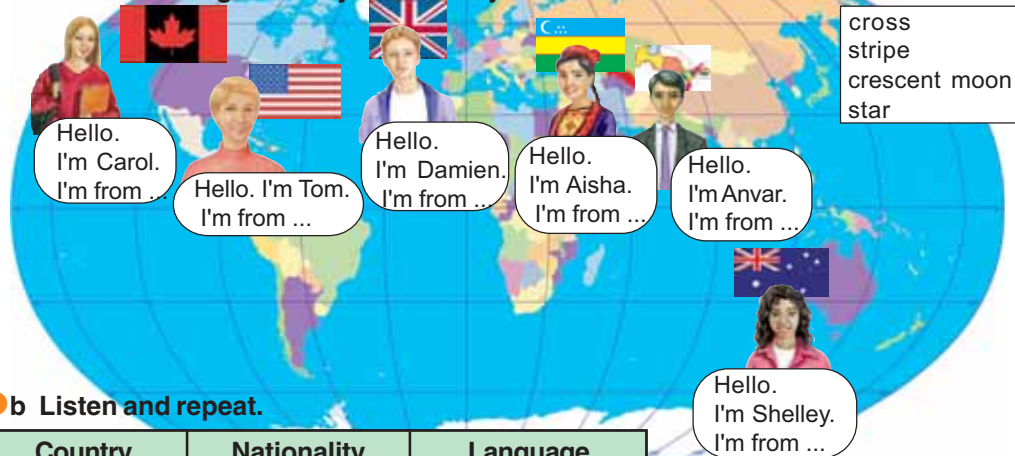 cross
stripe
crescent moon
star
Hello.
I'm Carol.
I'm from ...
Hello. I'm Tom.
I'm from ...
Hello.
I'm Damien.
I'm from ...
Hello.
I'm Aisha.
I'm from ...
Hello.
I'm Anvar.
I'm from ...
Hello.
I'm Shelley.
I'm from ...
b Listen and repeat.
Country Nationality Language